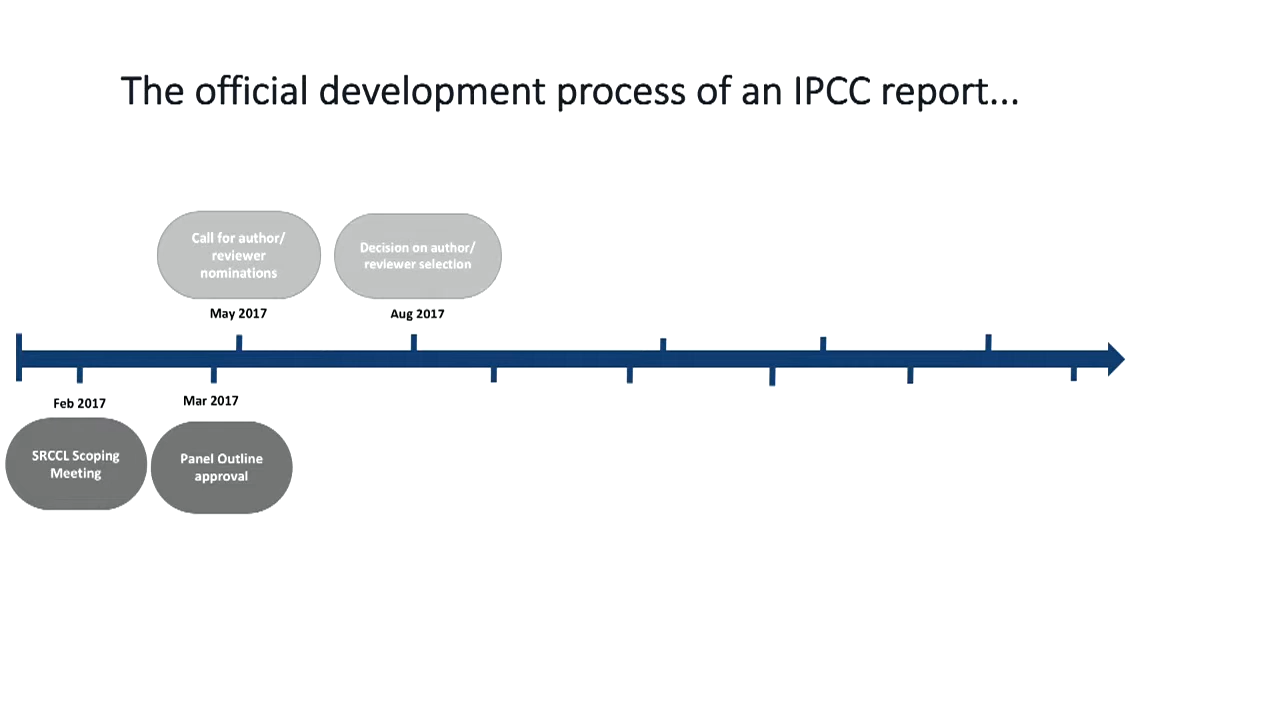 The official development process of an IPCC report...
Call for author/
reviewer
nominations
Decision on author/
reviewer selection
May 2017
Aug 2017
Feb 2017
Mar 2017
SRCCL Scoping
Meeting
Panel Outline
approval